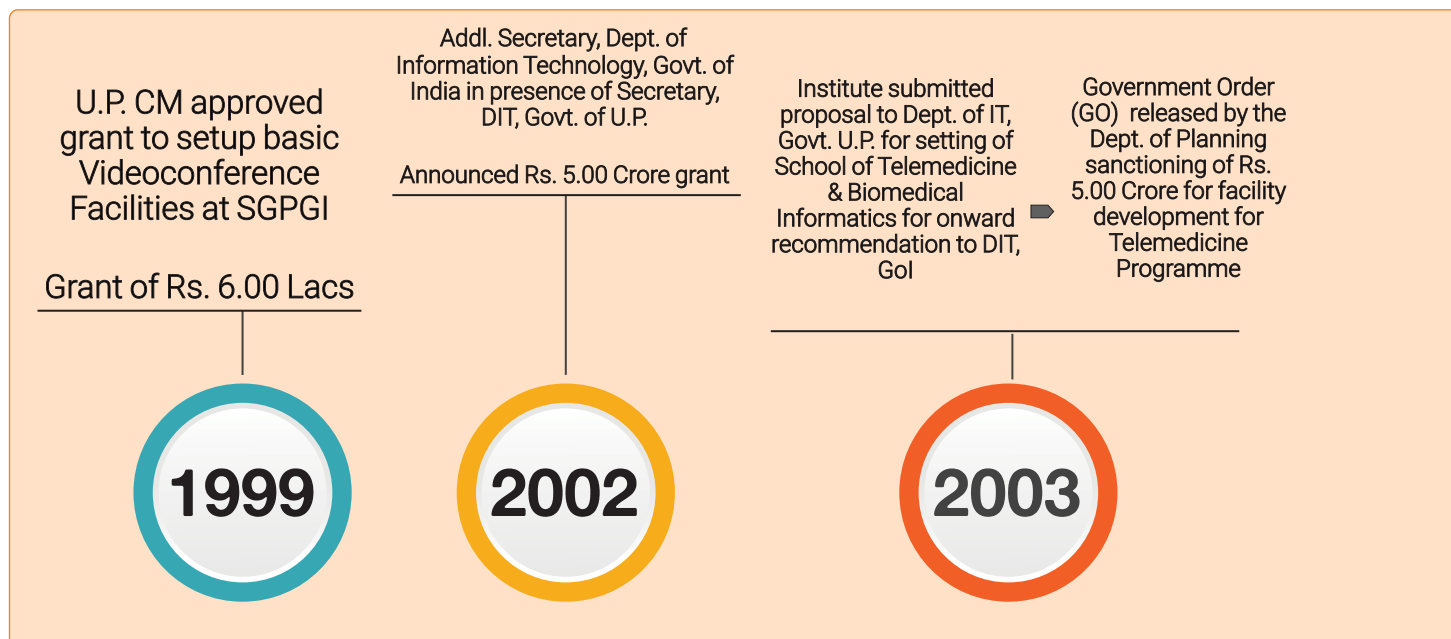 U.P. CM approved
grant to setup basic
Videoconference
Facilities at SGPGI
Grant of Rs. 6.00 Lacs
1999
Addl. Secretary, Dept. of
Information Technology, Govt. of
India in presence of Secretary,
DIT, Govt. of U.P.
Announced Rs. 5.00 Crore grant
2002
Institute submitted
proposal to Dept. of IT,
Govt. U.P. for setting of
School of Telemedicine
& Biomedical
Informatics for onward
recommendation to DIT,
GoI
Government Order
(GO) released by the
Dept. of Planning
sanctioning of Rs.
5.00 Crore for facility
development for
Telemedicine
Programme
2003